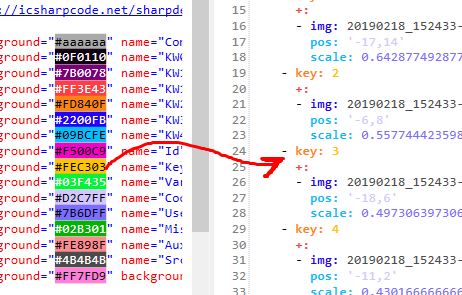 ://icsharpcode.net/sharpde
ground="#aaaaaa" name="Co
ground="#0F0110" name="KW
ground="#7B0078" name="KW
ground="#FF3E43" name="KW
ground="#FD840F" name="KW
ground="#2200FB" name="KW
ground="#09BCFE" name="KW
ground="#F500C9" name="Id
ground="#FEC303" name="Key
ground="#03F435" name="Var
ground="#D2C7FF" name="Coo
ground="#7B6DFF" name="Use
ground="#02B301" name="Mi
ground="#FE898F" name="Aux
ground="#4B4B4B" name="Src
ground="#FF7FD9" backgroun
15 +:
16 - img: 20190218_152433-
17 pos: '-17,14'
18 scale: 0.642877492877
19 - key: 2
20 +:
21 - img: 20190218_152433-
22 pos: '-6,8'
23 scale: 0.557744423598
24 - key: 3
25 +:
26 - img: 20190218_152433-
27 pos: '-18,6'
28 scale: 0.497306397306
29 - key: 4
30 +:
31 - img: 20190218_152433-
32 pos: '-11,2'
33 scale: 0.430166666666